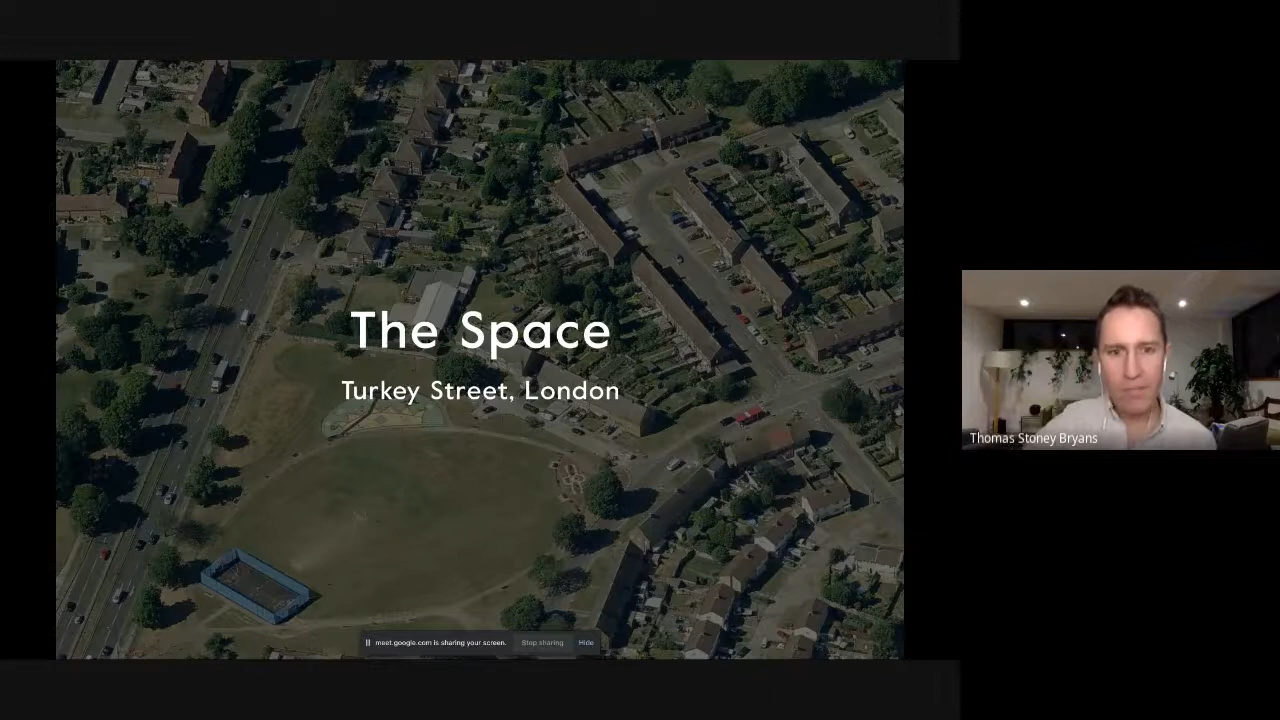 The Space
Turkey Street, London
meet.google.com is sharing your screen. Stop sharing Hide
Thomas Stoney Bryans